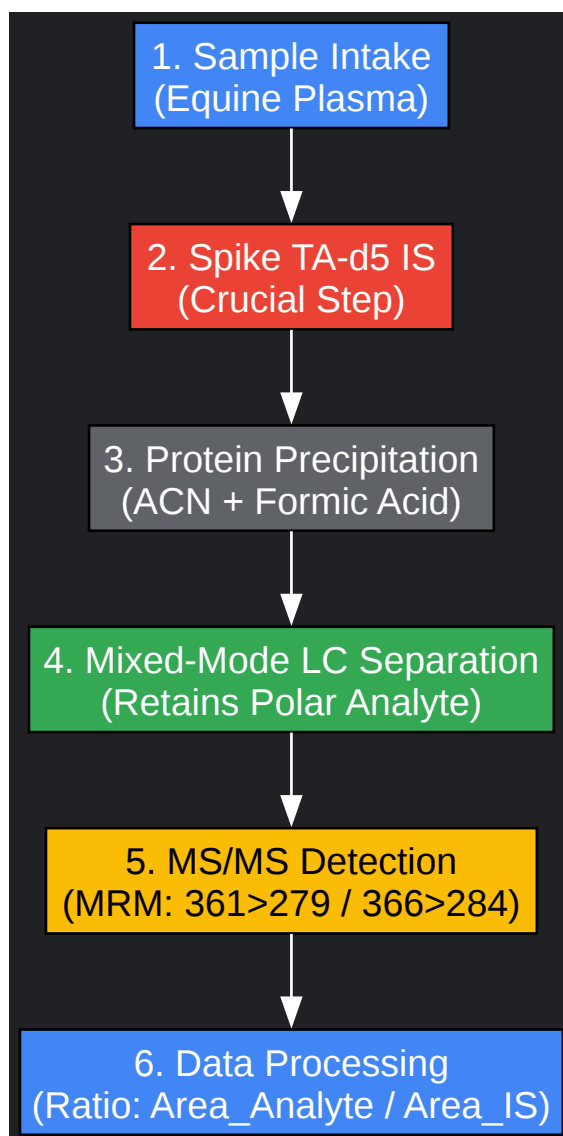 1. Sample Intake
(Equine Plasma)
2. Spike TA-d5 IS
(Crucial Step)
3. Protein Precipitation
(ACN + Formic Acid)
4. Mixed-Mode LC Separation
(Retains Polar Analyte)
5. MS/MS Detection
(MRM: 361>279 / 366>284)
6. Data Processing
(Ratio: Area_Analyte / Area_IS)